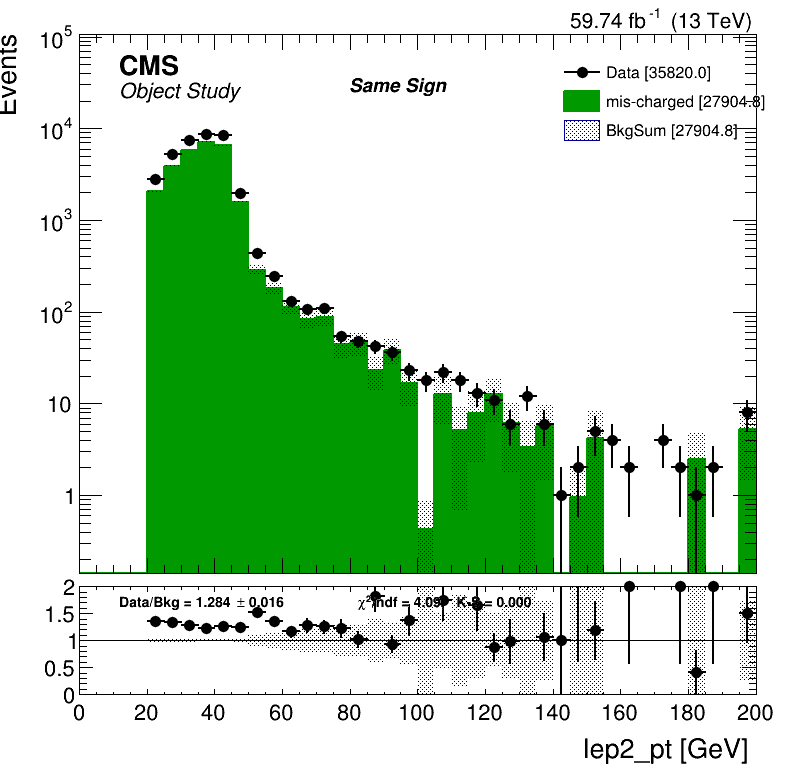 59.74 fb⁻¹ (13 TeV)
Events
CMS
Object Study
Same Sign
Data [35820.0]
mis-charged [27904.8]
BkgSum [27904.8]
10⁵
10⁴
10³
10²
10
1
Data/Bkg = 1.284 ± 0.016
χ²/ndf = 4.09 K-S = 0.000
2
1.5
1
0.5
0
0 20 40 60 80 100 120 140 160 180 200
lep2_pt [GeV]